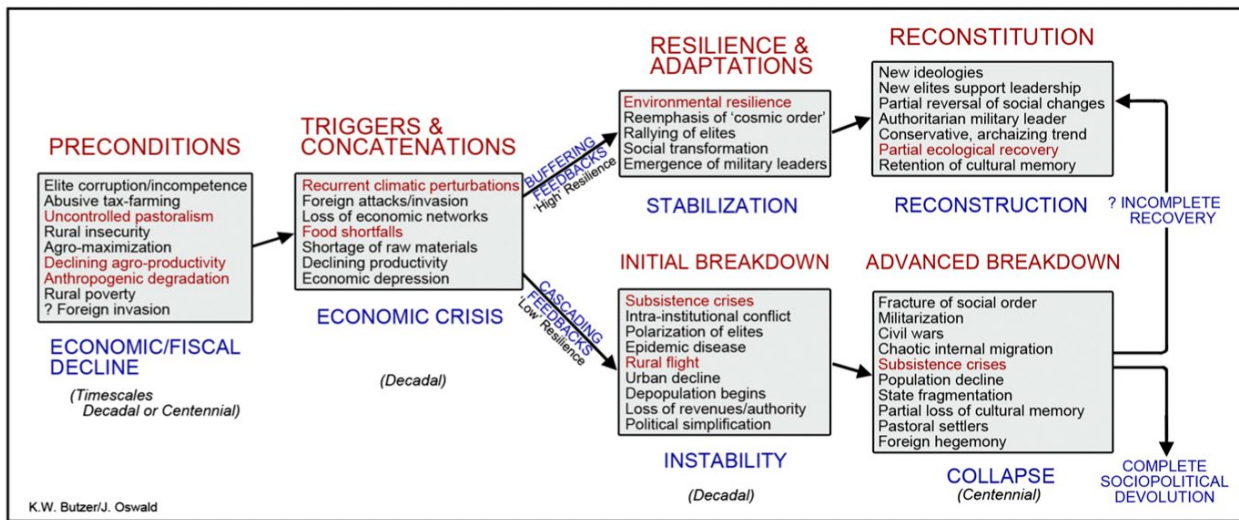 PRECONDITIONS
Elite corruption/incompetence
Abusive tax-farming
Uncontrolled pastoralism
Rural insecurity
Agro-maximization
Declining agro-productivity
Anthropogenic degradation
Rural poverty
? Foreign invasion
ECONOMIC/FISCAL
DECLINE
(Timescales
Decadal or Centennial)
TRIGGERS &
CONCATENATIONS
Recurrent climatic perturbations
Foreign attacks/invasion
Loss of economic networks
Food shortfalls
Shortage of raw materials
Declining productivity
Economic depression
ECONOMIC CRISIS
(Decadal)
BUFFERING
FEEDBACKS
'High' Resilience
CASCADING
FEEDBACKS
'Low' Resilience
RESILIENCE &
ADAPTATIONS
Environmental resilience
Reemphasis of 'cosmic order'
Rallying of elites
Social transformation
Emergence of military leaders
STABILIZATION
RECONSTITUTION
New ideologies
New elites support leadership
Partial reversal of social changes
Authoritarian military leader
Conservative, archaizing trend
Partial ecological recovery
Retention of cultural memory
RECONSTRUCTION
? INCOMPLETE
RECOVERY
INITIAL BREAKDOWN
Subsistence crises
Intra-institutional conflict
Polarization of elites
Epidemic disease
Rural flight
Urban decline
Depopulation begins
Loss of revenues/authority
Political simplification
INSTABILITY
(Decadal)
ADVANCED BREAKDOWN
Fracture of social order
Militarization
Civil wars
Chaotic internal migration
Subsistence crises
Population decline
State fragmentation
Partial loss of cultural memory
Pastoral settlers
Foreign hegemony
COLLAPSE
(Centennial)
COMPLETE
SOCIOPOLITICAL
DEVOLUTION
K.W. Butzer/J. Oswald